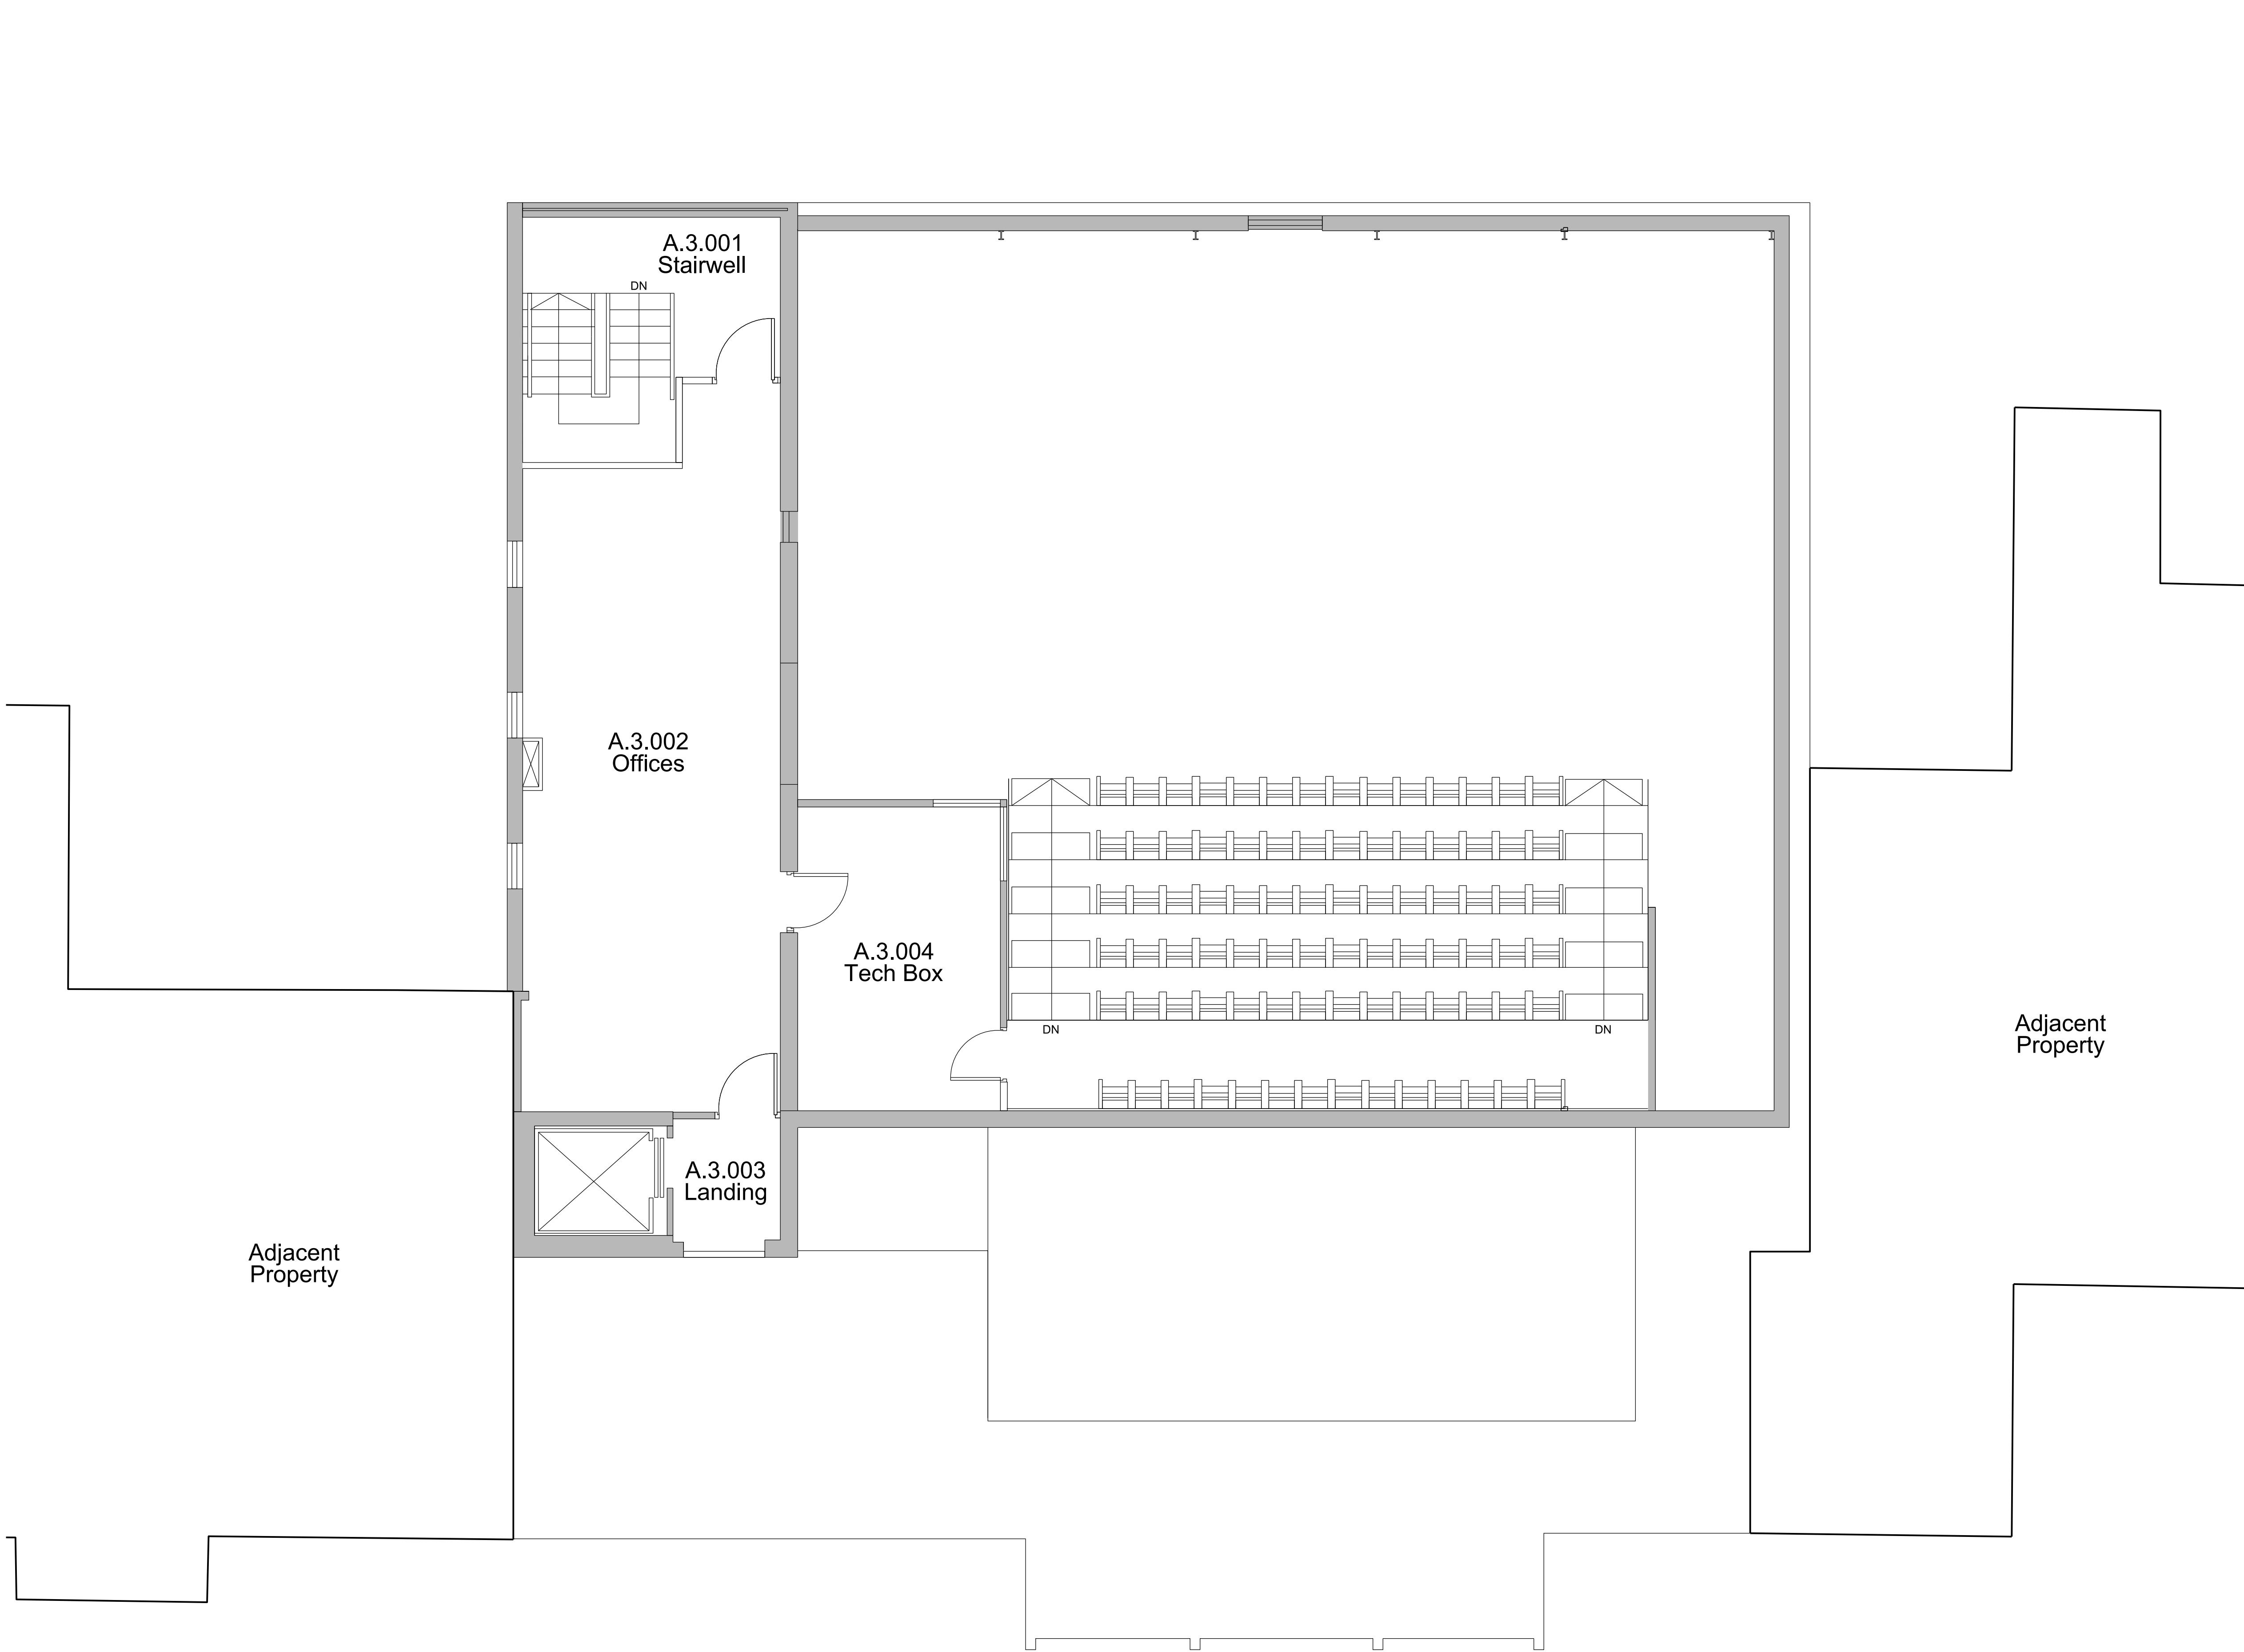 A.3.001
Stairwell
DN
A.3.002
Offices
A.3.004
Tech Box
DN
DN
Adjacent
Property
A.3.003
Landing
Adjacent
Property